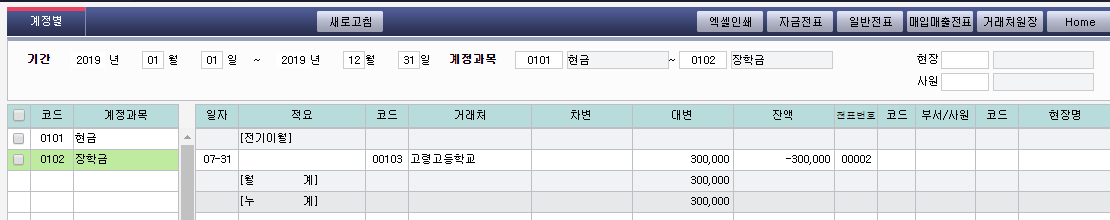 계정별 새로고침 엑셀인쇄 자금전표 일반전표 매입매출전표 거래처원장 Home
기간 2019 년 01 월 01 일 ~ 2019 년 12 월 31 일 계정과목 0101 현금 ~ 0102 장학금 현장
사원
코드 계정과목 일자 적요 코드 거래처 차변 대변 잔액 전표번호 코드 부서/사원 코드 현장명
0101 현금 [전기이월]
0102 장학금 07-31 00103 고령고등학교 300,000 -300,000 00002
[월 계] 300,000
[누 계] 300,000